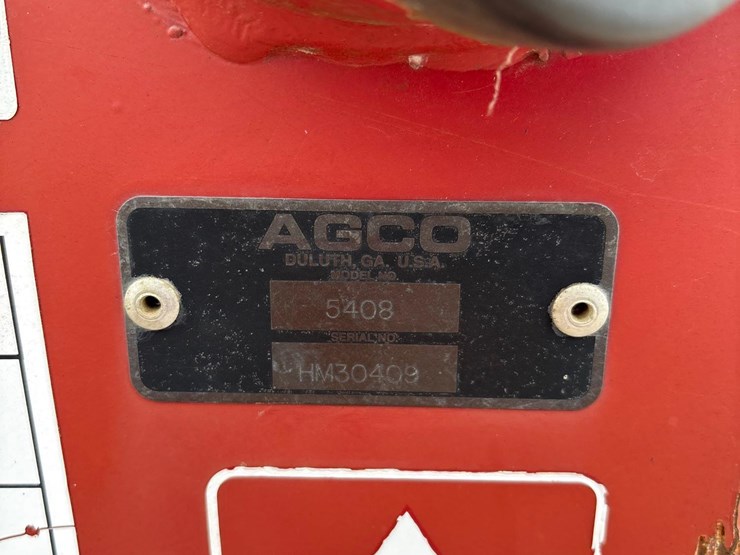 AGCO
DULUTH, GA. U.S.A.
MODEL NO.
5408
SERIAL NO.
HM30409